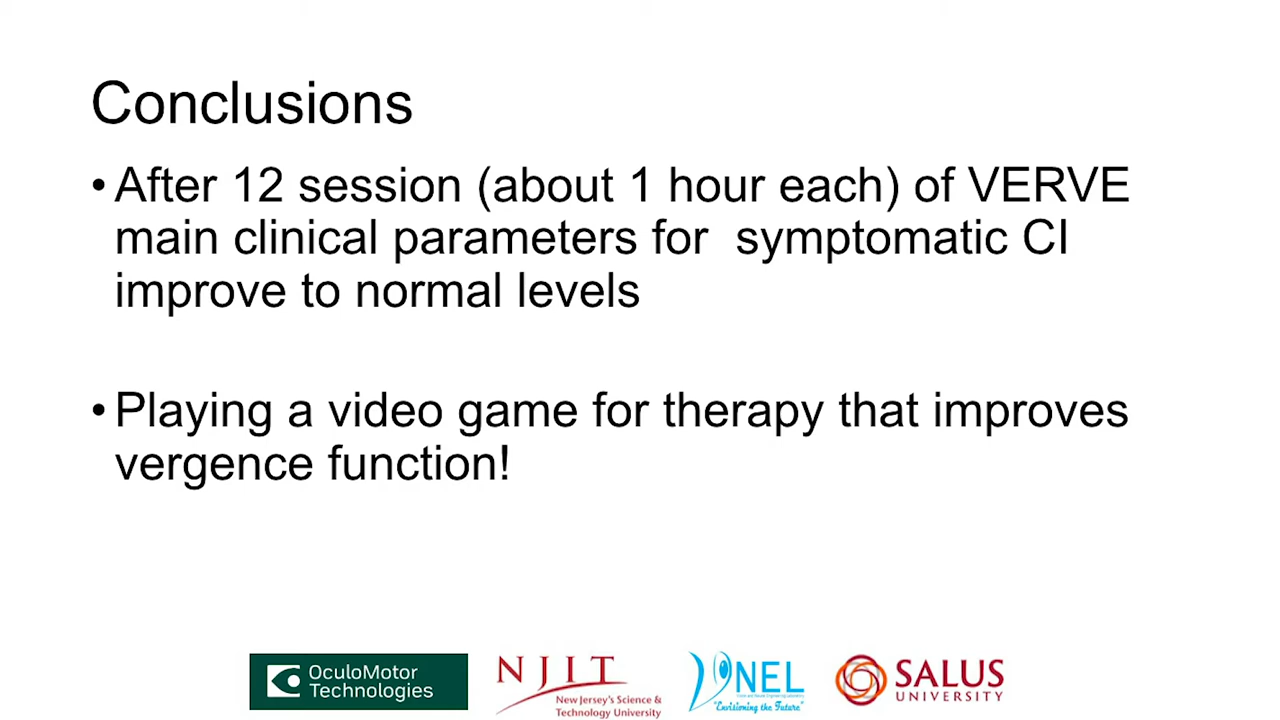 Conclusions
• After 12 session (about 1 hour each) of VERVE
main clinical parameters for  symptomatic CI
improve to normal levels
• Playing a video game for therapy that improves
vergence function!
OculoMotor
Technologies
NJIT
New Jersey's Science &
Technology University
VNEL
Vision and Neural Engineering Laboratory
"Envisioning the Future"
SALUS
UNIVERSITY